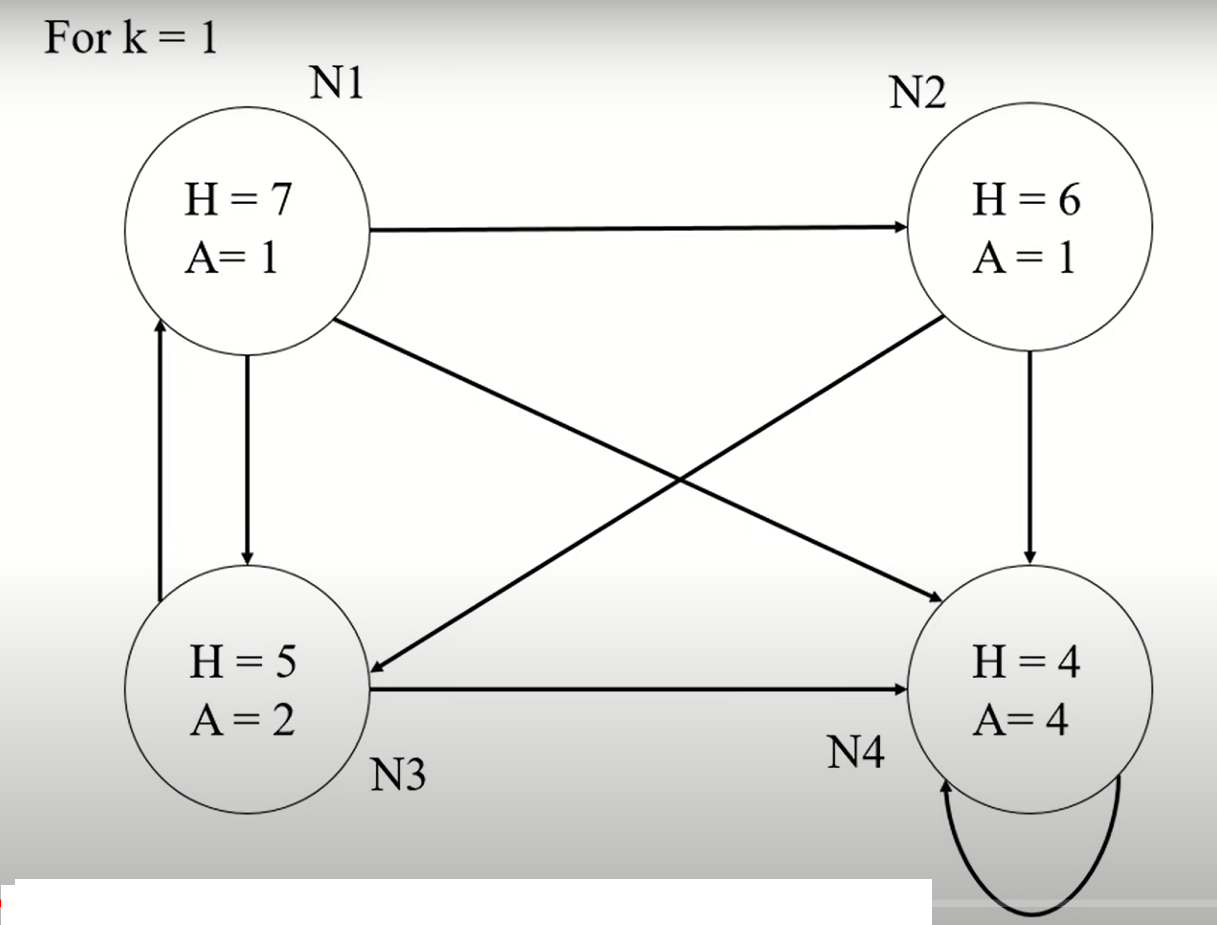 For k = 1
N1
N2
H = 7
A= 1
H = 6
A = 1
H = 5
A = 2
N3
H = 4
A= 4
N4